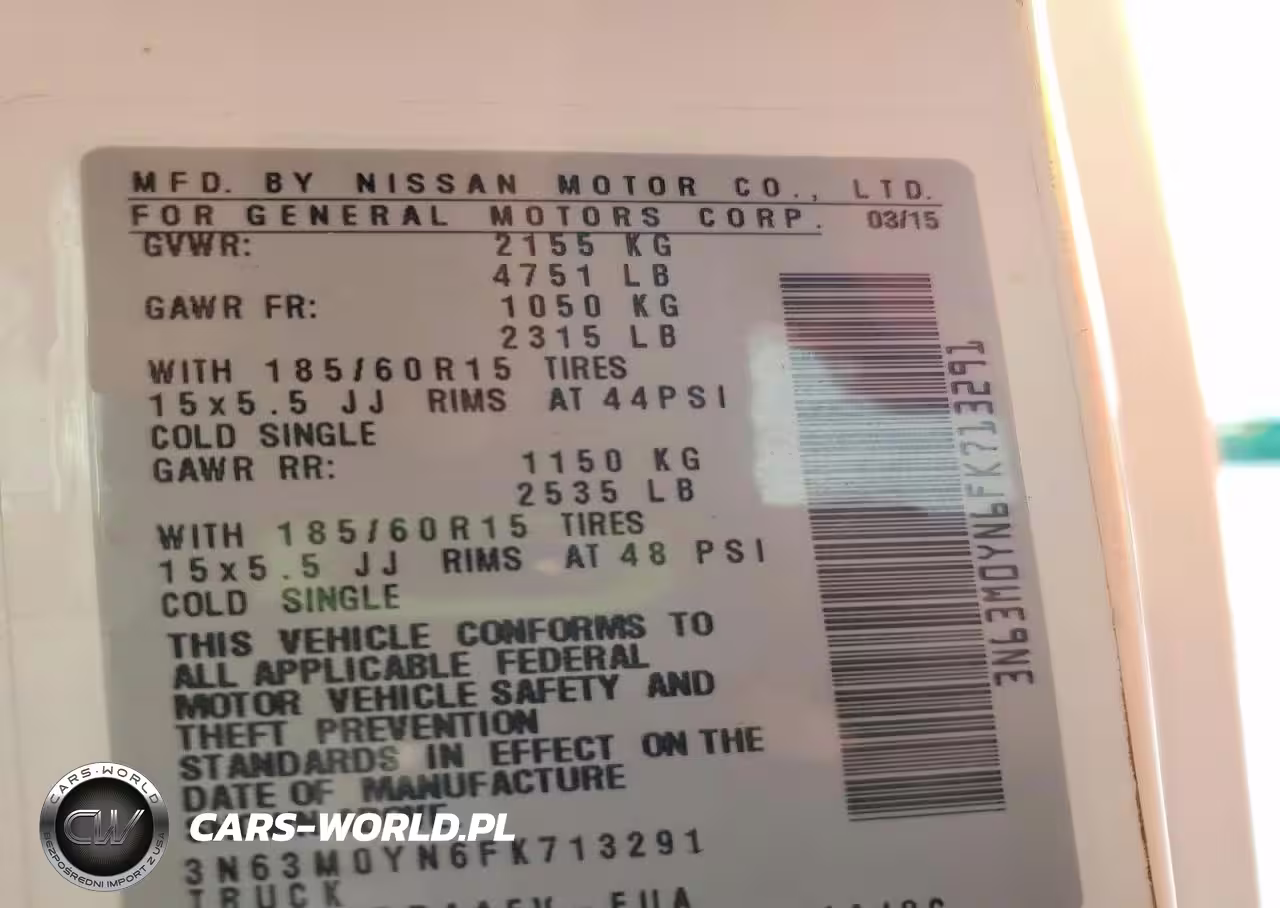 MFD. BY NISSAN MOTOR CO., LTD.
FOR GENERAL MOTORS CORP. 03/15
GVWR: 2155 KG
4751 LB
GAWR FR: 1050 KG
2315 LB
WITH 185/60R15 TIRES
15x5.5 JJ RIMS AT 44PSI
COLD SINGLE
GAWR RR: 1150 KG
2535 LB
WITH 185/60R15 TIRES
15x5.5 JJ RIMS AT 48 PSI
COLD SINGLE
THIS VEHICLE CONFORMS TO
ALL APPLICABLE FEDERAL
MOTOR VEHICLE SAFETY AND
THEFT PREVENTION
STANDARDS IN EFFECT ON THE
DATE OF MANUFACTURE
3N63M0YN6FK713291
TRUCK
3N63M0YN6FK713291
CARS-WORLD
CW
BEZPOŚREDNI IMPORT Z USA
CARS-WORLD.PL